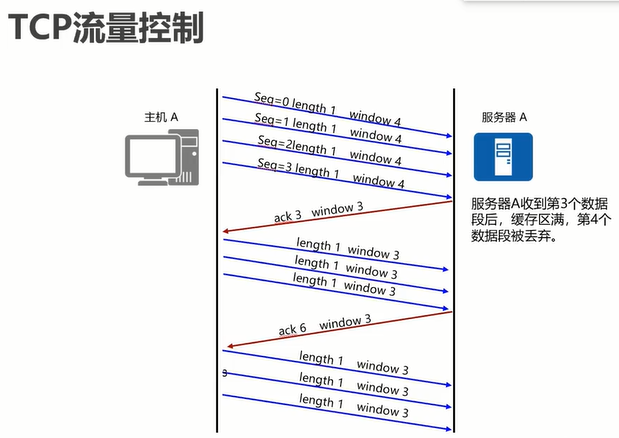 TCP流量控制
主机 A
服务器 A
Seq=0 length 1 window 4
Seq=1 length 1 window 4
Seq=2length 1 window 4
Seq=3 length 1 window 4
服务器A收到第3个数据
段后，缓存区满，第4个
数据段被丢弃。
ack 3 window 3
length 1 window 3
length 1 window 3
length 1 window 3
ack 6 window 3
length 1 window 3
3
length 1 window 3
length 1 window 3